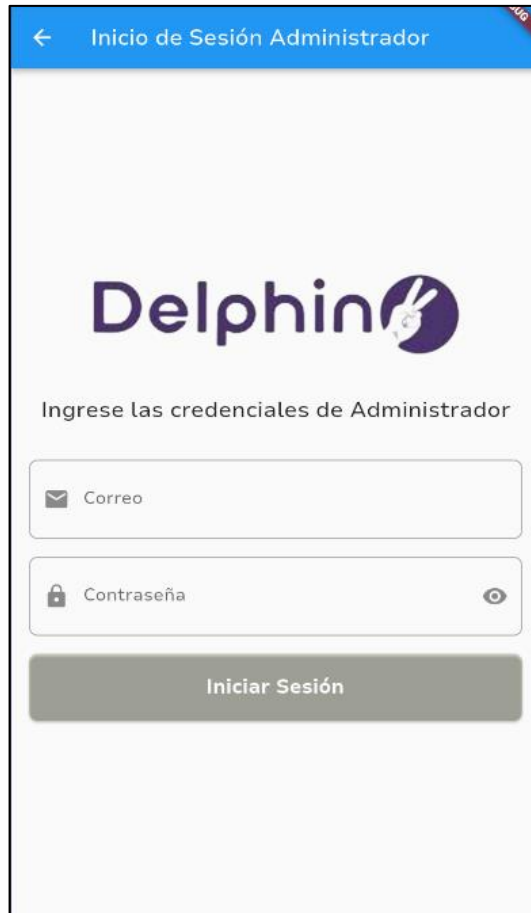 Inicio de Sesión Administrador
Delphin
Ingrese las credenciales de Administrador
Correo
Contraseña
Iniciar Sesión